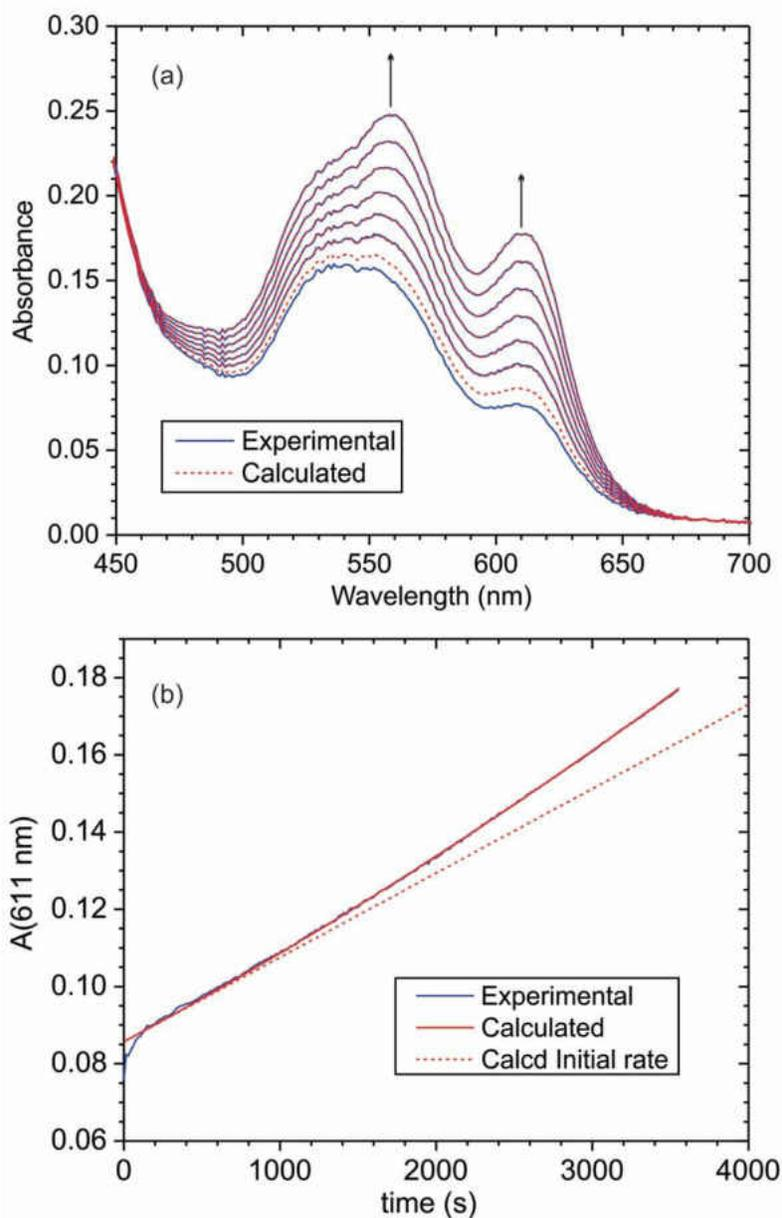 0.30
(a)
0.25
0.20
Absorbance
0.15
0.10
Experimental
0.05
Calculated
0.00
450 500 550 600 650 700
Wavelength (nm)
0.18
(b)
0.16
0.14
A(611 nm)
0.12
0.10
Experimental
Calculated
0.08
Calcd Initial rate
0.06
0 1000 2000 3000 4000
time (s)